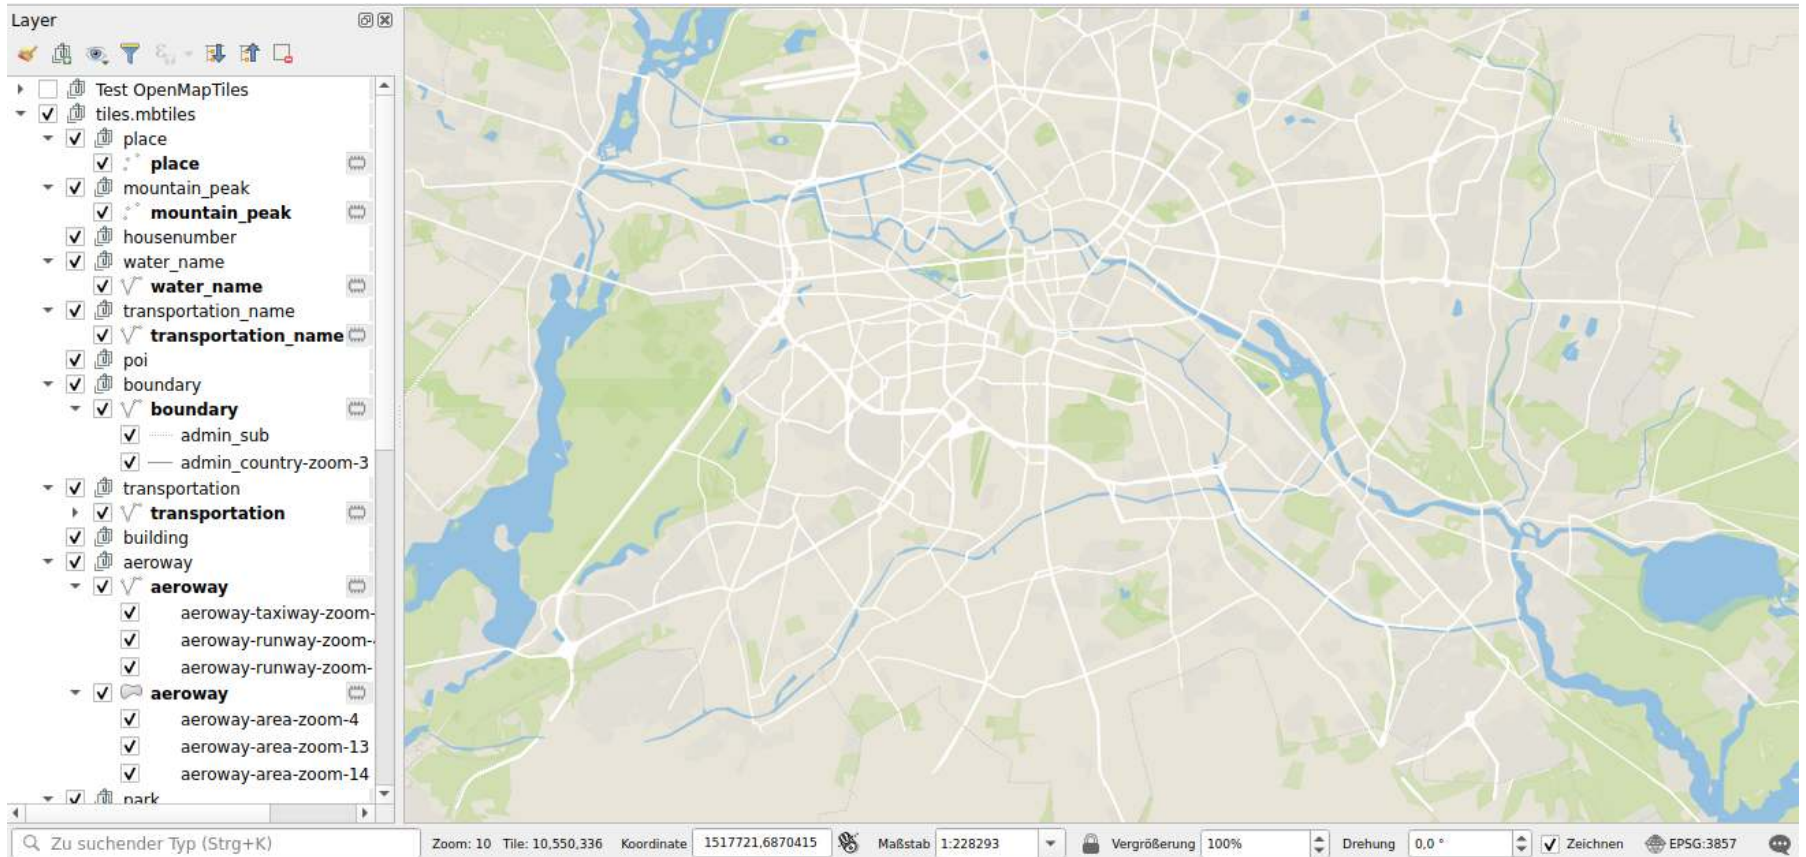 Layer
Test OpenMapTiles
tiles.mbtiles
place
place
mountain_peak
mountain_peak
housenumber
water_name
water_name
transportation_name
transportation_name
poi
boundary
boundary
admin_sub
admin_country-zoom-3
transportation
transportation
building
aeroway
aeroway
aeroway-taxiway-zoom-
aeroway-runway-zoom-
aeroway-runway-zoom-
aeroway
aeroway-area-zoom-4
aeroway-area-zoom-13
aeroway-area-zoom-14
park
Zu suchender Typ (Strg+K) Zoom: 10 Tile: 10,550,336 Koordinate 1517721,6870415 Maßstab 1:228293 Vergrößerung 100% Drehung 0,0 ° Zeichnen EPSG:3857